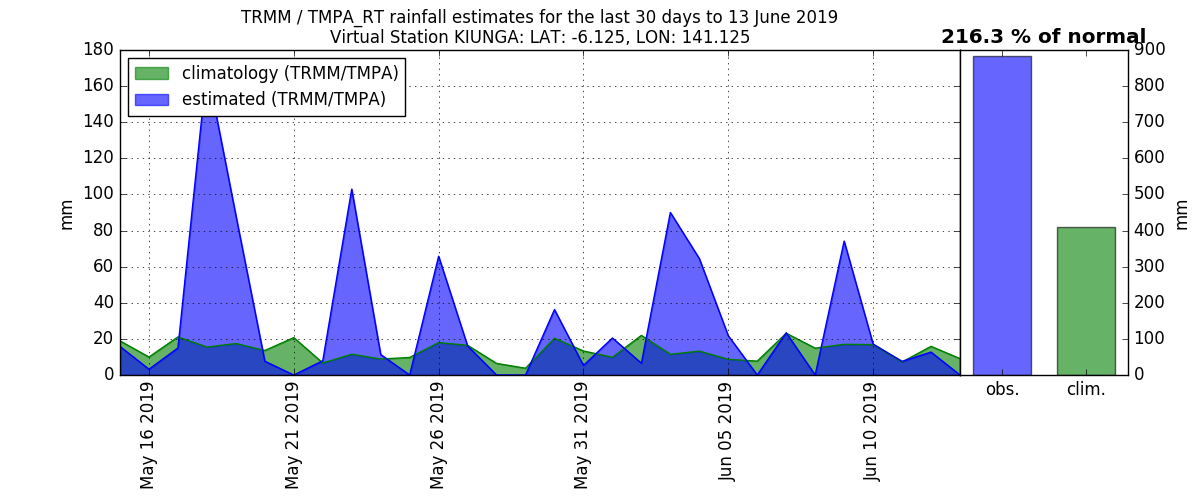 TRMM / TMPA_RT rainfall estimates for the last 30 days to 13 June 2019
Virtual Station KIUNGA: LAT: -6.125, LON: 141.125
216.3 % of normal
climatology (TRMM/TMPA)
estimated (TRMM/TMPA)
180
160
140
120
100
80
60
40
20
0
mm
May 16 2019
May 21 2019
May 26 2019
May 31 2019
Jun 05 2019
Jun 10 2019
900
800
700
600
500
400
300
200
100
0
mm
obs.
clim.